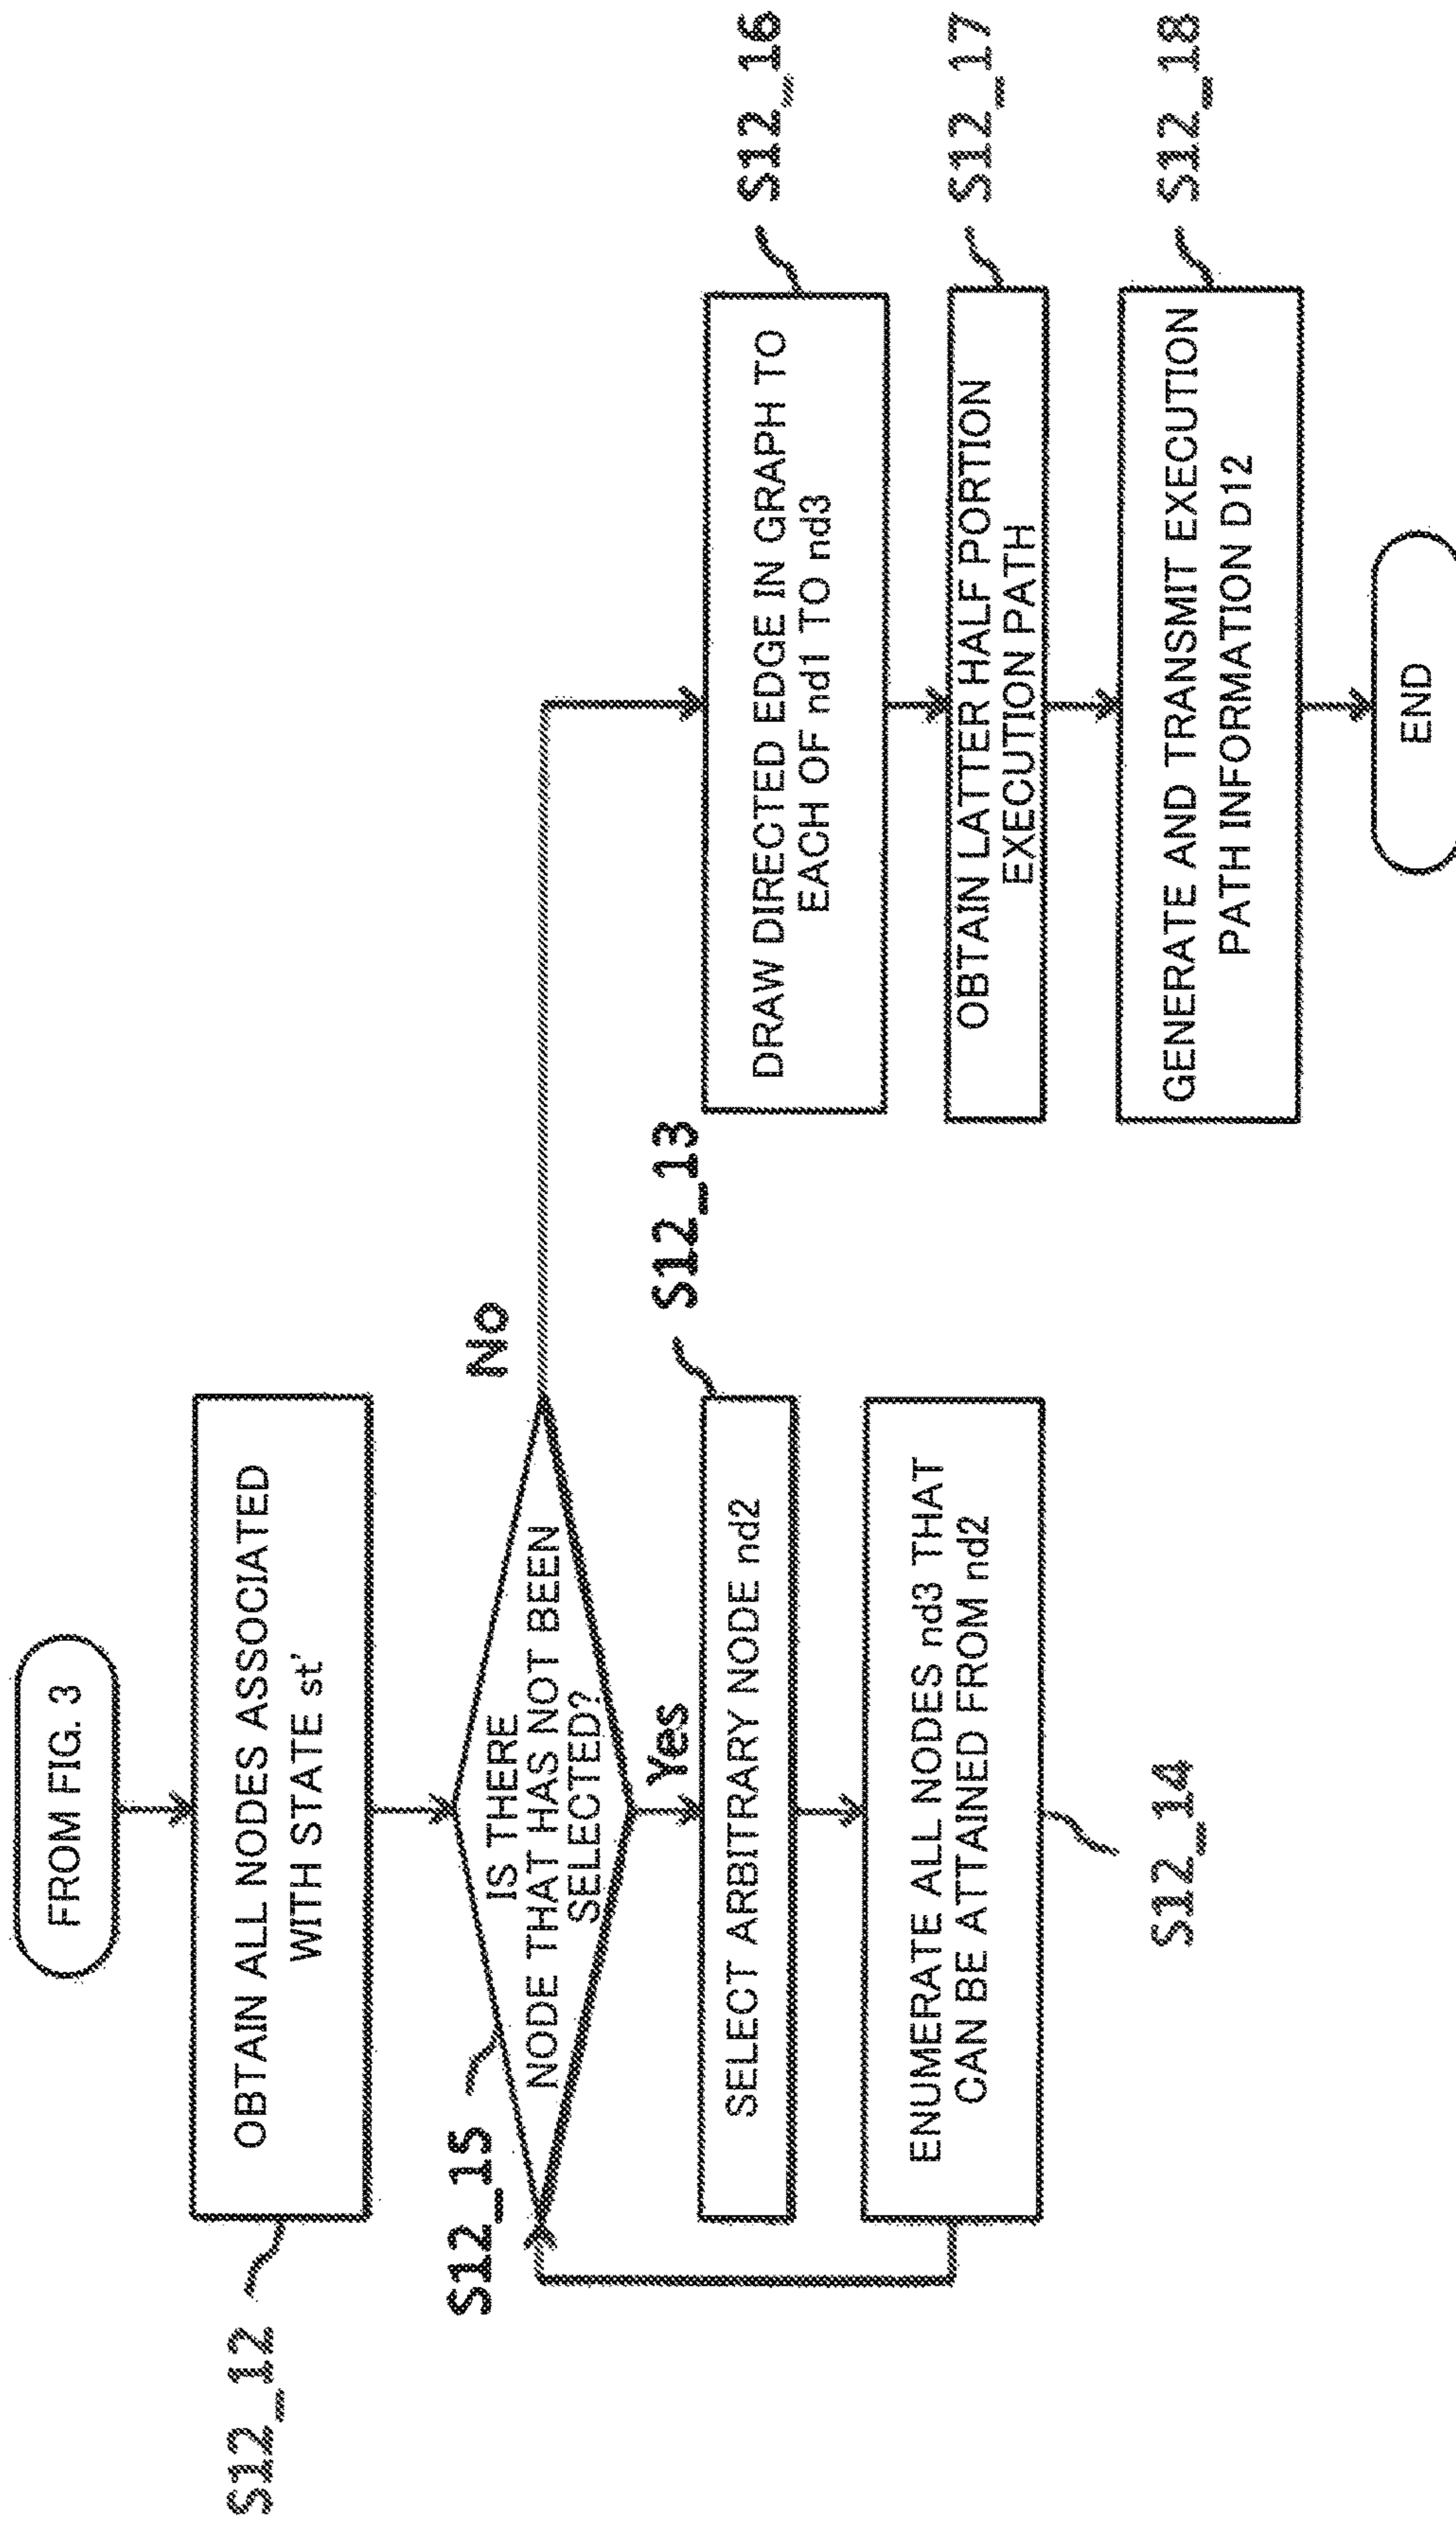 FROM FIG. 3
S12_12
OBTAIN ALL NODES ASSOCIATED
WITH STATE st'
S12_15
IS THERE
NODE THAT HAS NOT BEEN
SELECTED?
No
Yes
S12_13
SELECT ARBITRARY NODE nd2
ENUMERATE ALL NODES nd3 THAT
CAN BE ATTAINED FROM nd2
S12_14
DRAW DIRECTED EDGE IN GRAPH TO
EACH OF nd1 TO nd3
S12_16
OBTAIN LATTER HALF PORTION
EXECUTION PATH
S12_17
GENERATE AND TRANSMIT EXECUTION
PATH INFORMATION D12
S12_18
END